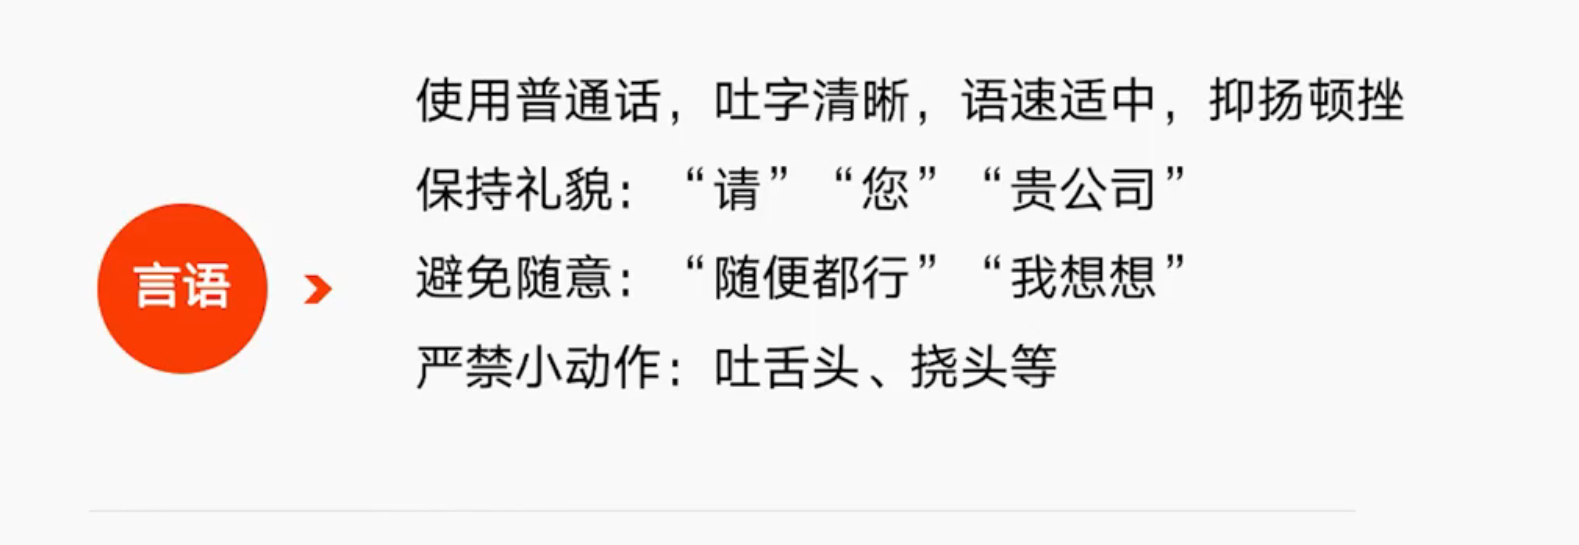 使用普通话，吐字清晰，语速适中，抑扬顿挫
保持礼貌：“请”“您”“贵公司”
言语
避免随意：“随便都行”“我想想”
严禁小动作：吐舌头、挠头等